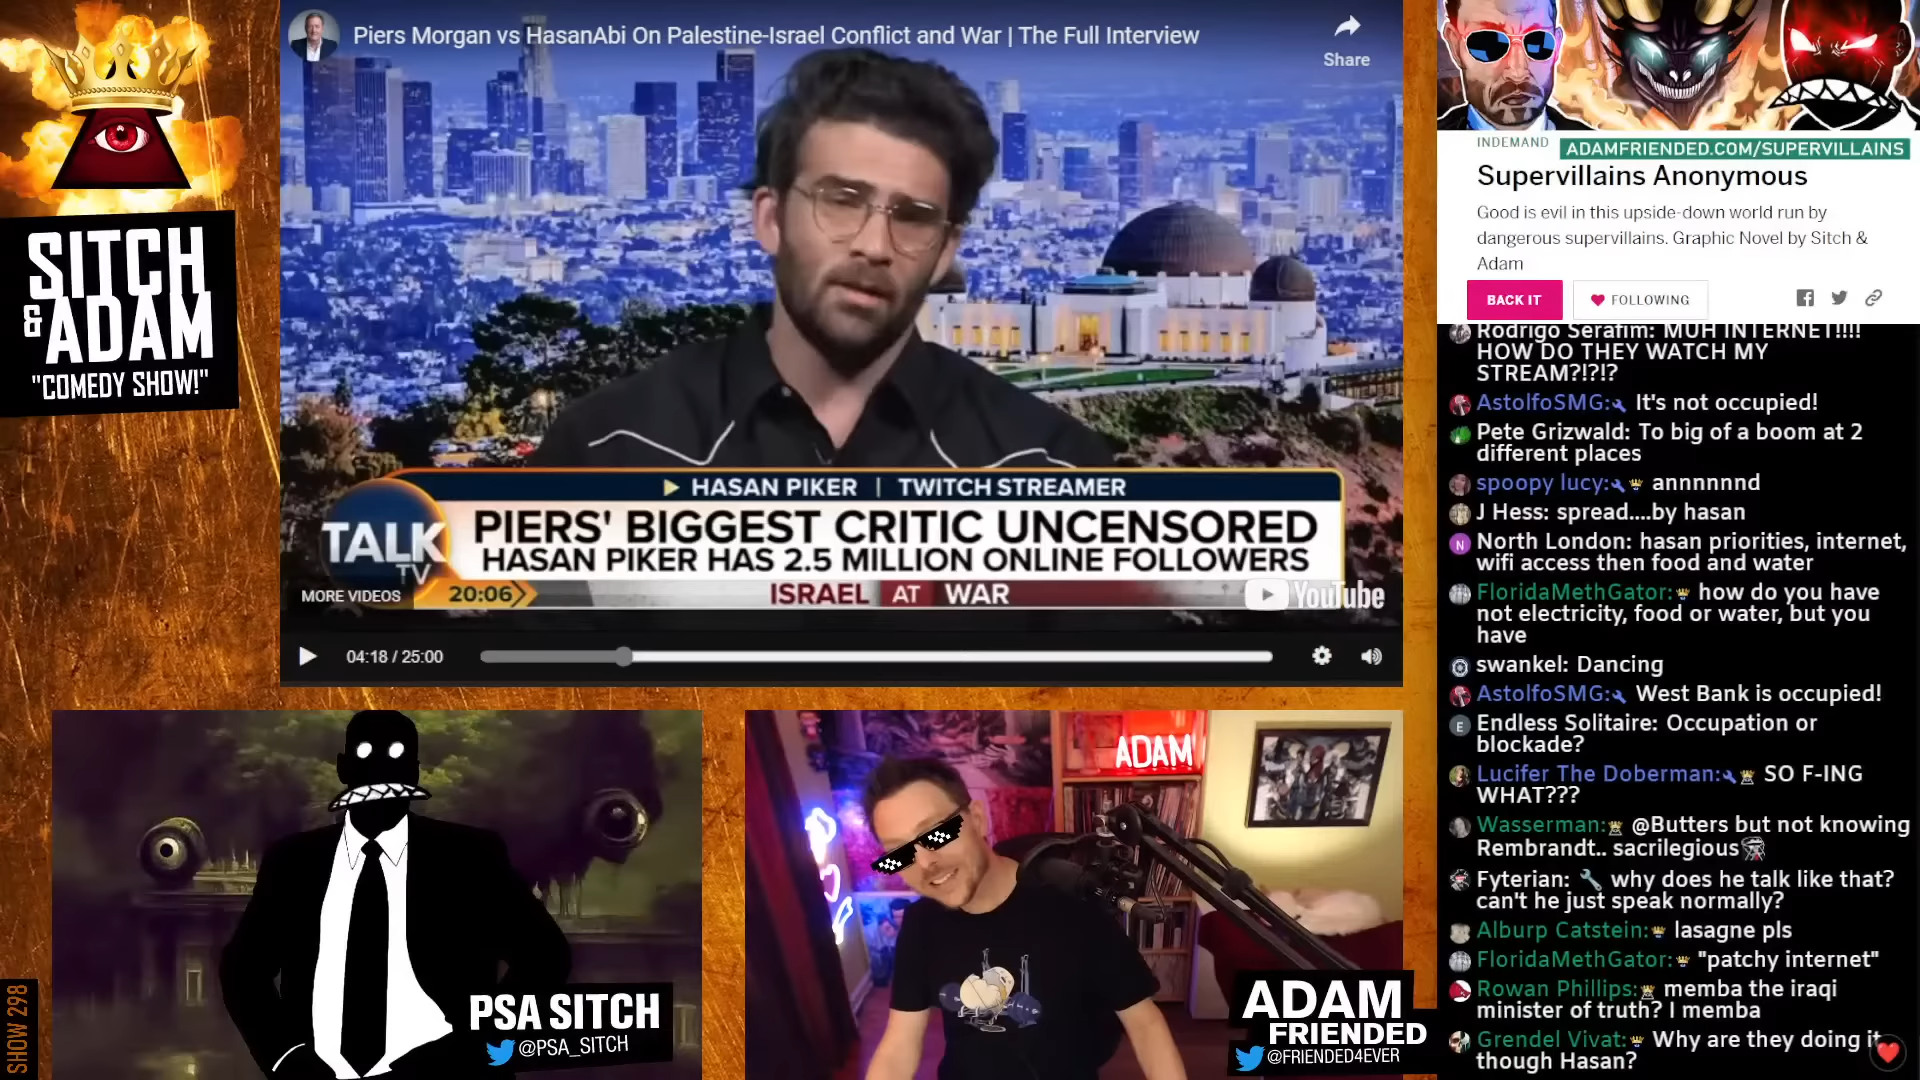 SITCH
& ADAM
"COMEDY SHOW!"
SHOW 298
Piers Morgan vs HasanAbi On Palestine-Israel Conflict and War | The Full Interview
Share
HASAN PIKER | TWITCH STREAMER
PIERS' BIGGEST CRITIC UNCENSORED
HASAN PIKER HAS 2.5 MILLION ONLINE FOLLOWERS
TALK
TV
MORE VIDEOS
20:06
ISRAEL AT WAR
YouTube
04:18 / 25:00
PSA SITCH
@PSA_SITCH
ADAM
ADAM
FRIENDED
@FRIENDED4EVER
INDEMAND
ADAMFRIENDED.COM/SUPERVILLAINS
Supervillains Anonymous
Good is evil in this upside-down world run by
dangerous supervillains. Graphic Novel by Sitch &
Adam
BACK IT
FOLLOWING
Rodrigo Serafim: MUH INTERNET!!!!
HOW DO THEY WATCH MY
STREAM?!?!?
AstolfoSMG: It's not occupied!
Pete Grizwald: To big of a boom at 2
different places
spoopy lucy: annnnnnd
J Hess: spread....by hasan
N
North London: hasan priorities, internet,
wifi access then food and water
FloridaMethGator: how do you have
not electricity, food or water, but you
have
swankel: Dancing
AstolfoSMG: West Bank is occupied!
E
Endless Solitaire: Occupation or
blockade?
Lucifer The Doberman: SO F-ING
WHAT???
Wasserman: @Butters but not knowing
Rembrandt.. sacrilegious
Fyterian: why does he talk like that?
can't he just speak normally?
Alburp Catstein: lasagne pls
FloridaMethGator: "patchy internet"
Rowan Phillips: memba the iraqi
minister of truth? I memba
Grendel Vivat: Why are they doing it
though Hasan?